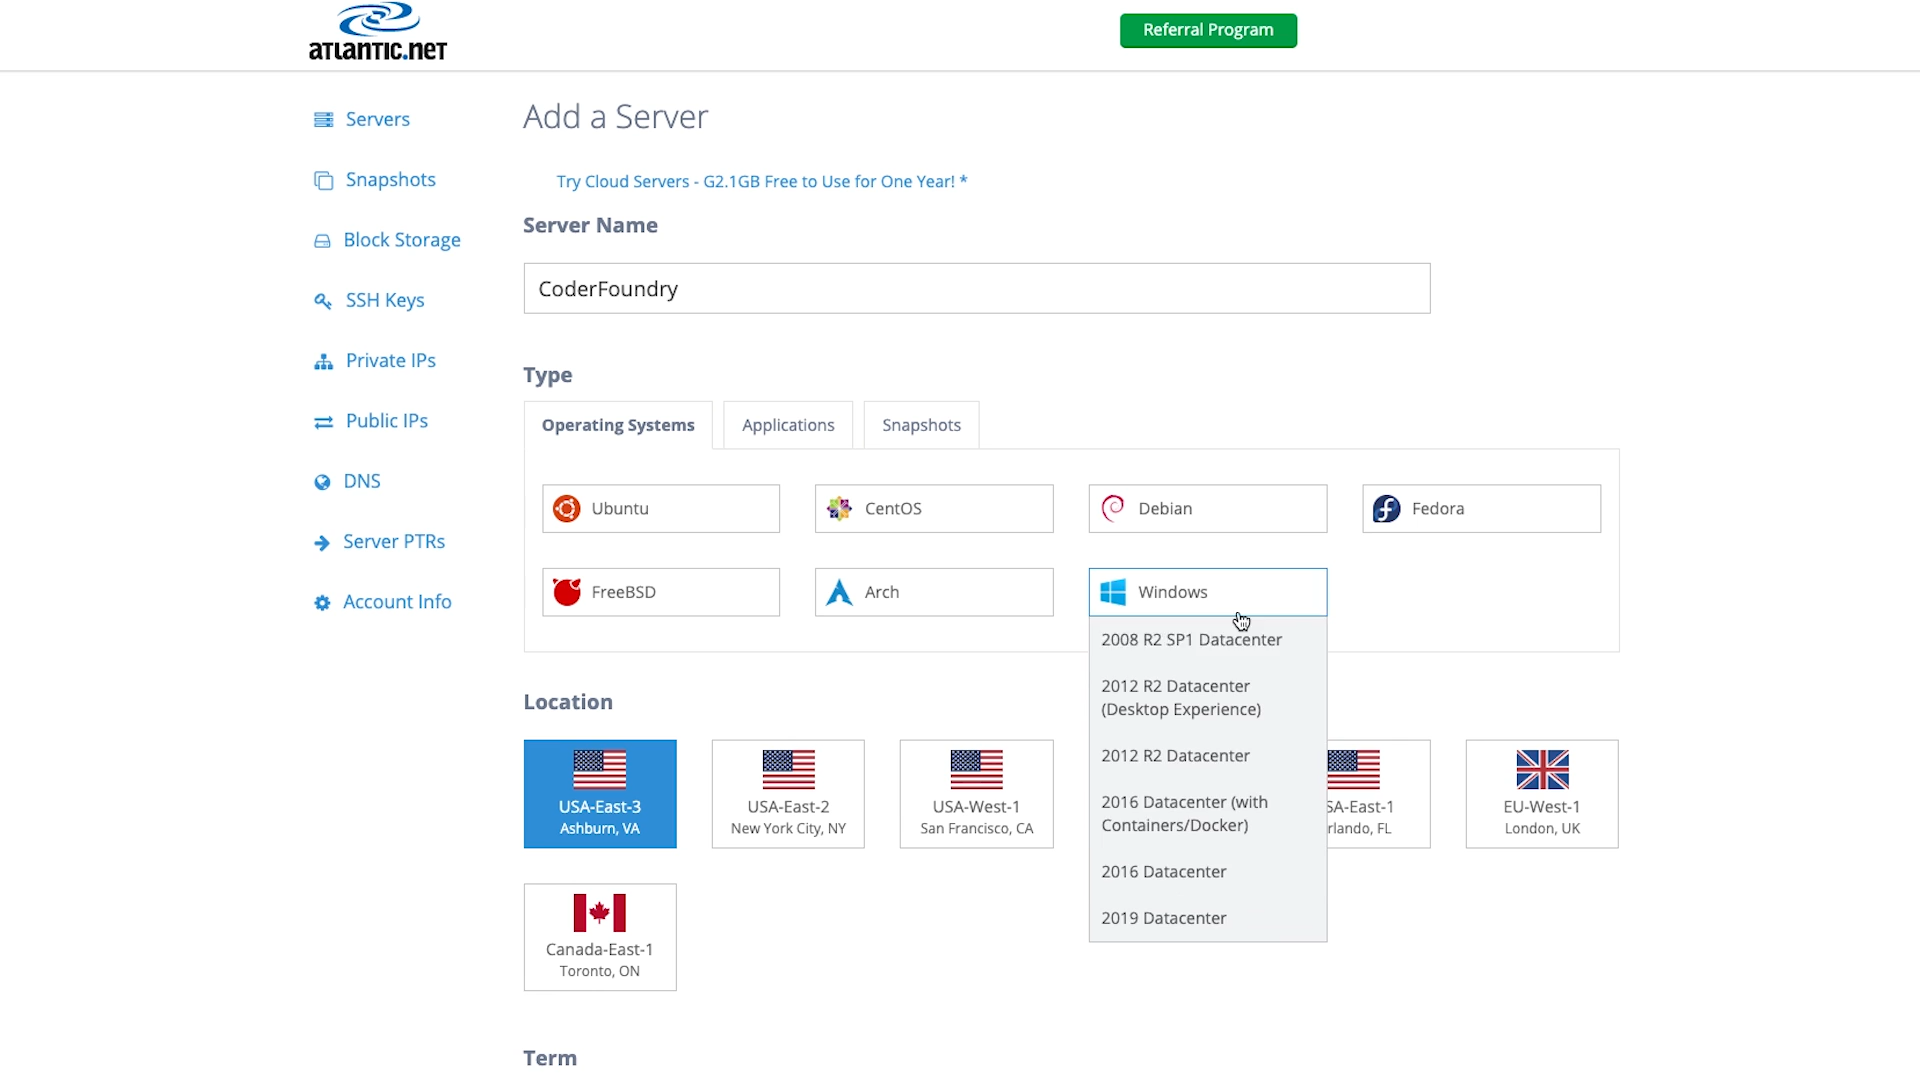 ATLANTIC.NET
Referral Program
Servers
Snapshots
Block Storage
SSH Keys
Private IPs
Public IPs
DNS
Server PTRs
Account Info
Add a Server
Try Cloud Servers - G2.1GB Free to Use for One Year! *
Server Name
CoderFoundry
Type
Operating Systems
Applications
Snapshots
Ubuntu
CentOS
Debian
Fedora
FreeBSD
Arch
Windows
2008 R2 SP1 Datacenter
2012 R2 Datacenter
(Desktop Experience)
2012 R2 Datacenter
2016 Datacenter (with
Containers/Docker)
2016 Datacenter
2019 Datacenter
Location
USA-East-3
Ashburn, VA
USA-East-2
New York City, NY
USA-West-1
San Francisco, CA
SA-East-1
rlando, FL
EU-West-1
London, UK
Canada-East-1
Toronto, ON
Term